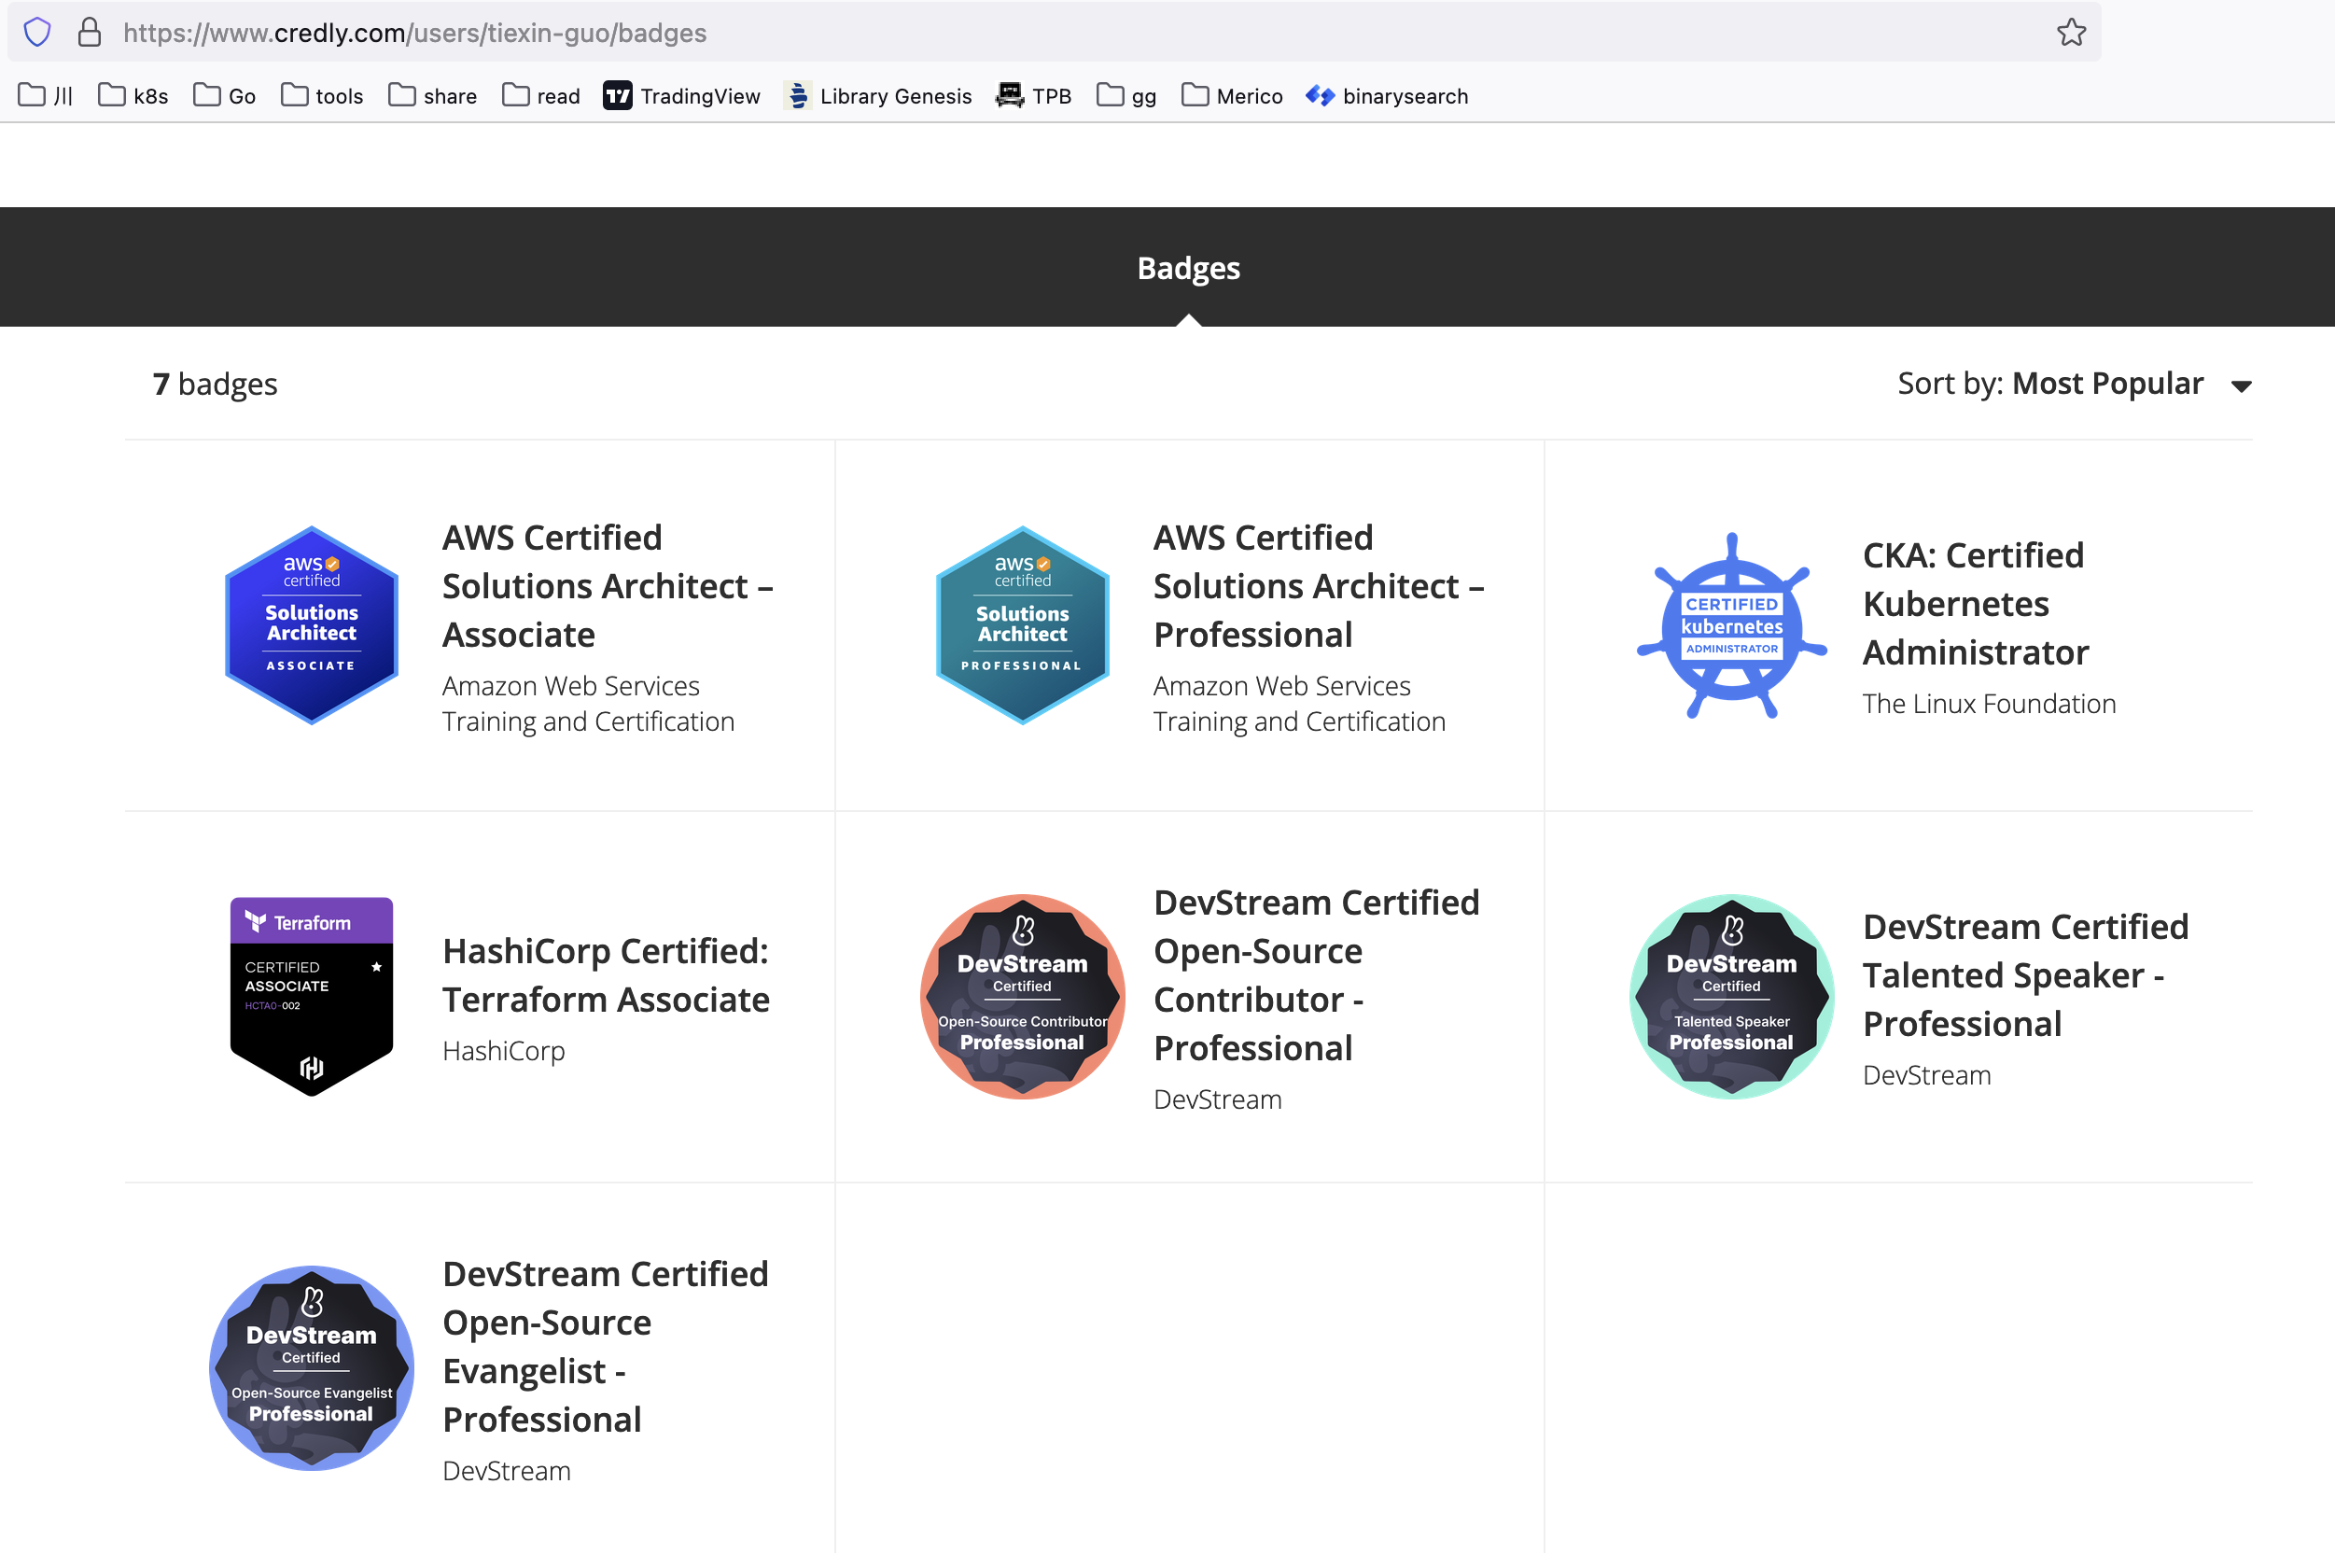 https://www.credly.com/users/tiexin-guo/badges
川 k8s Go tools share read TradingView Library Genesis TPB gg Merico binarysearch
Badges
7 badges
Sort by: Most Popular
aws
certified
Solutions
Architect
ASSOCIATE
AWS Certified
Solutions Architect –
Associate
Amazon Web Services
Training and Certification
aws
certified
Solutions
Architect
PROFESSIONAL
AWS Certified
Solutions Architect –
Professional
Amazon Web Services
Training and Certification
CERTIFIED
kubernetes
ADMINISTRATOR
CKA: Certified
Kubernetes
Administrator
The Linux Foundation
Terraform
CERTIFIED
ASSOCIATE
HCTA0-002
HashiCorp Certified:
Terraform Associate
HashiCorp
DevStream
Certified
Open-Source Contributor
Professional
DevStream Certified
Open-Source
Contributor -
Professional
DevStream
DevStream
Certified
Talented Speaker
Professional
DevStream Certified
Talented Speaker -
Professional
DevStream
DevStream
Certified
Open-Source Evangelist
Professional
DevStream Certified
Open-Source
Evangelist -
Professional
DevStream